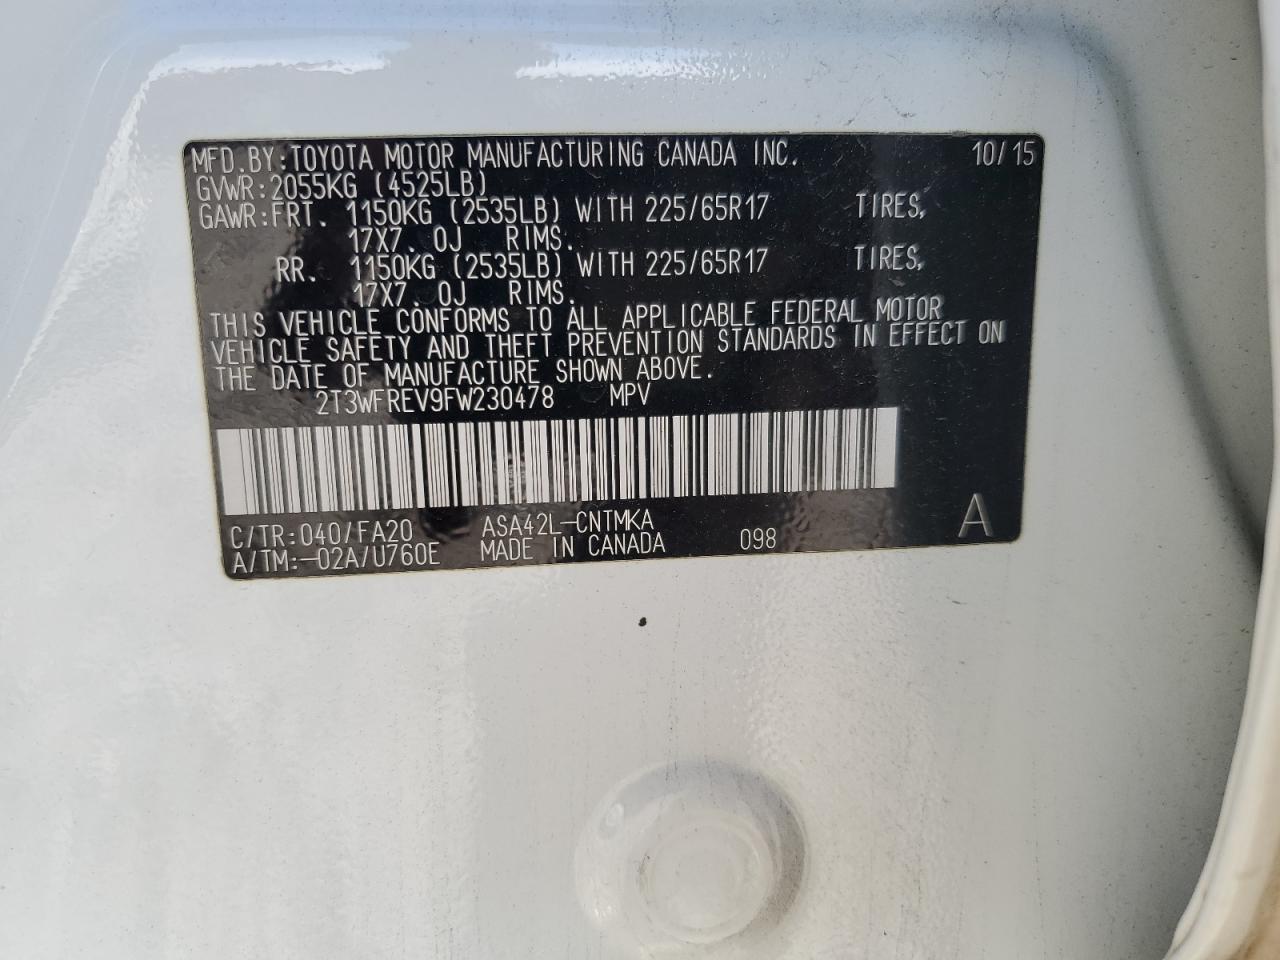 MFD.BY:TOYOTA MOTOR MANUFACTURING CANADA INC. 10/15
GVWR:2055KG (4525LB)
GAWR:FRT. 1150KG (2535LB) WITH 225/65R17 TIRES,
17X7.0J RIMS.
RR. 1150KG (2535LB) WITH 225/65R17 TIRES,
17X7.0J RIMS.
THIS VEHICLE CONFORMS TO ALL APPLICABLE FEDERAL MOTOR
VEHICLE SAFETY AND THEFT PREVENTION STANDARDS IN EFFECT ON
THE DATE OF MANUFACTURE SHOWN ABOVE.
2T3WFREV9FW230478 MPV
C/TR:040/FA20 ASA42L-CNTMKA
A/TM:-02A/U760E MADE IN CANADA 098 A